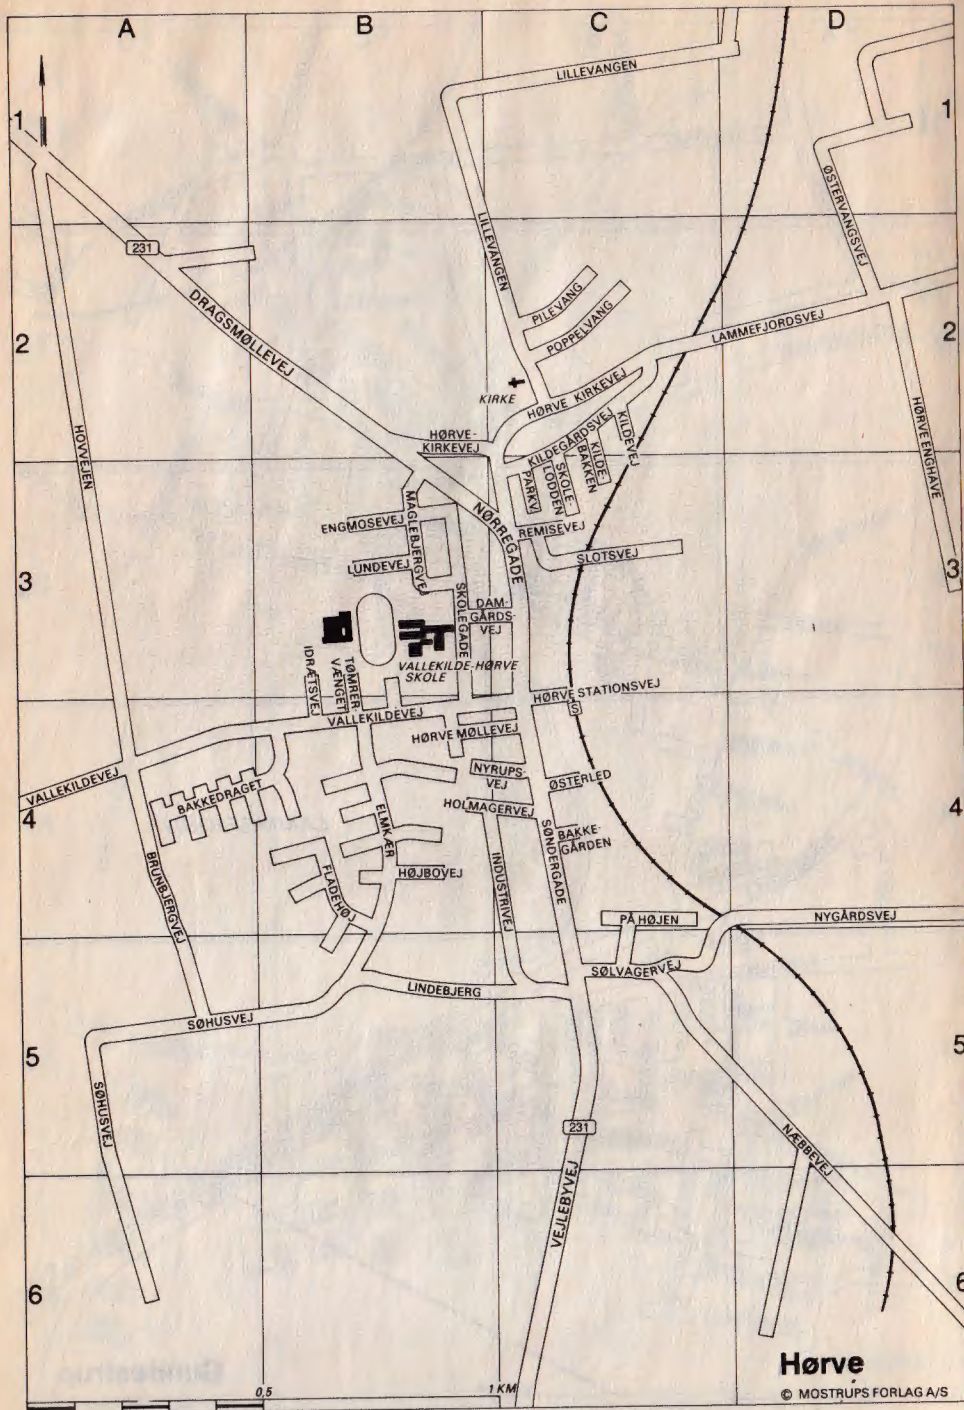 A
B
C
D
1
1
LILLEVANGEN
ØSTERVANGSVEJ
LILLEVANGEN
231
DRAGSMØLLEVEJ
PILEVANG
POPPELVANG
LAMMEFJORDSVEJ
2
2
KIRKE
HØRVE KIRKEVEJ
HØRVE-
KIRKEVEJ
KILDEGÅRDSVEJ
KILDEVEJ
KILDE-
BAKKEN
SKOLE-
LODDEN
PARKV.
HOVVEJEN
HØRVE ENGHAVE
ENGMOSEVEJ
MAGLEBJERGVEJ
NØRREGADE
REMISEVEJ
SLOTSVEJ
LUNDEVEJ
3
3
SKOLEGADE
DAM-
GÅRDS-
VEJ
VALLEKILDE-HØRVE
SKOLE
IDRÆTSVEJ
TØMRER-
VÆNGET
HØRVE STATIONSVEJ
S
VALLEKILDEVEJ
HØRVE MØLLEVEJ
VALLEKILDEVEJ
BAKKEDRAGET
NYRUPS-
VEJ
ØSTERLED
4
4
HOLMAGERVEJ
ELMKÆR
SØNDERGADE
BAKKE-
GÅRDEN
BRUNBJERGVEJ
FLADEHØJ
HØJBOVEJ
INDUSTRIVEJ
PÅ HØJEN
NYGÅRDSVEJ
SØLVAGERVEJ
LINDEBJERG
SØHUSVEJ
5
5
SØHUSVEJ
231
NÆBBEVEJ
VEJLEBYVEJ
6
6
Hørve
0,5
1 KM
© MOSTRUPS FORLAG A/S